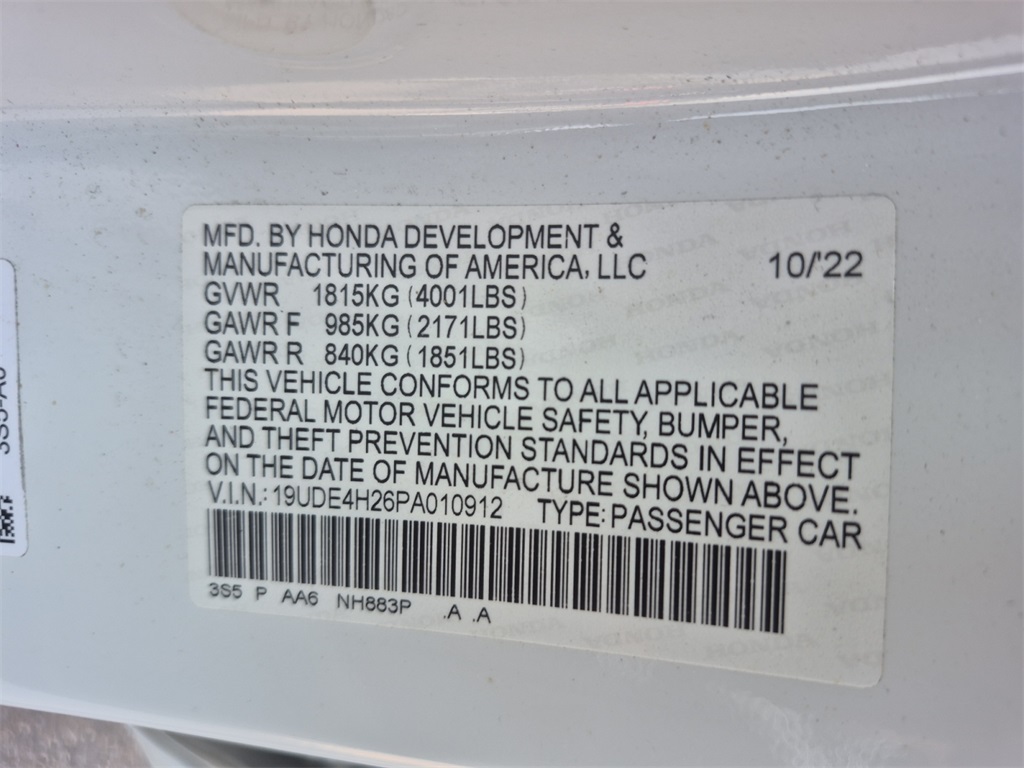 MFD. BY HONDA DEVELOPMENT &
MANUFACTURING OF AMERICA, LLC 10/'22
GVWR 1815KG (4001LBS)
GAWR F 985KG (2171LBS)
GAWR R 840KG (1851LBS)
THIS VEHICLE CONFORMS TO ALL APPLICABLE
FEDERAL MOTOR VEHICLE SAFETY, BUMPER,
AND THEFT PREVENTION STANDARDS IN EFFECT
ON THE DATE OF MANUFACTURE SHOWN ABOVE.
V.I.N.: 19UDE4H26PA010912 TYPE: PASSENGER CAR
3S5 P AA6 NH883P .A .A